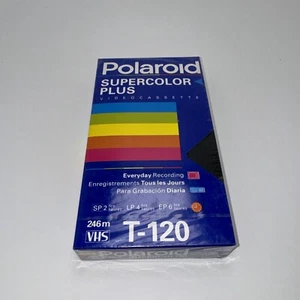 Polaroid
SUPERCOLOR
PLUS
VIDEOCASSETTE
Everyday Recording
Enregistrements Tous les Jours
Para Grabación Diaria
SP 2 LP 4 EP 6
246m
VHS T-120